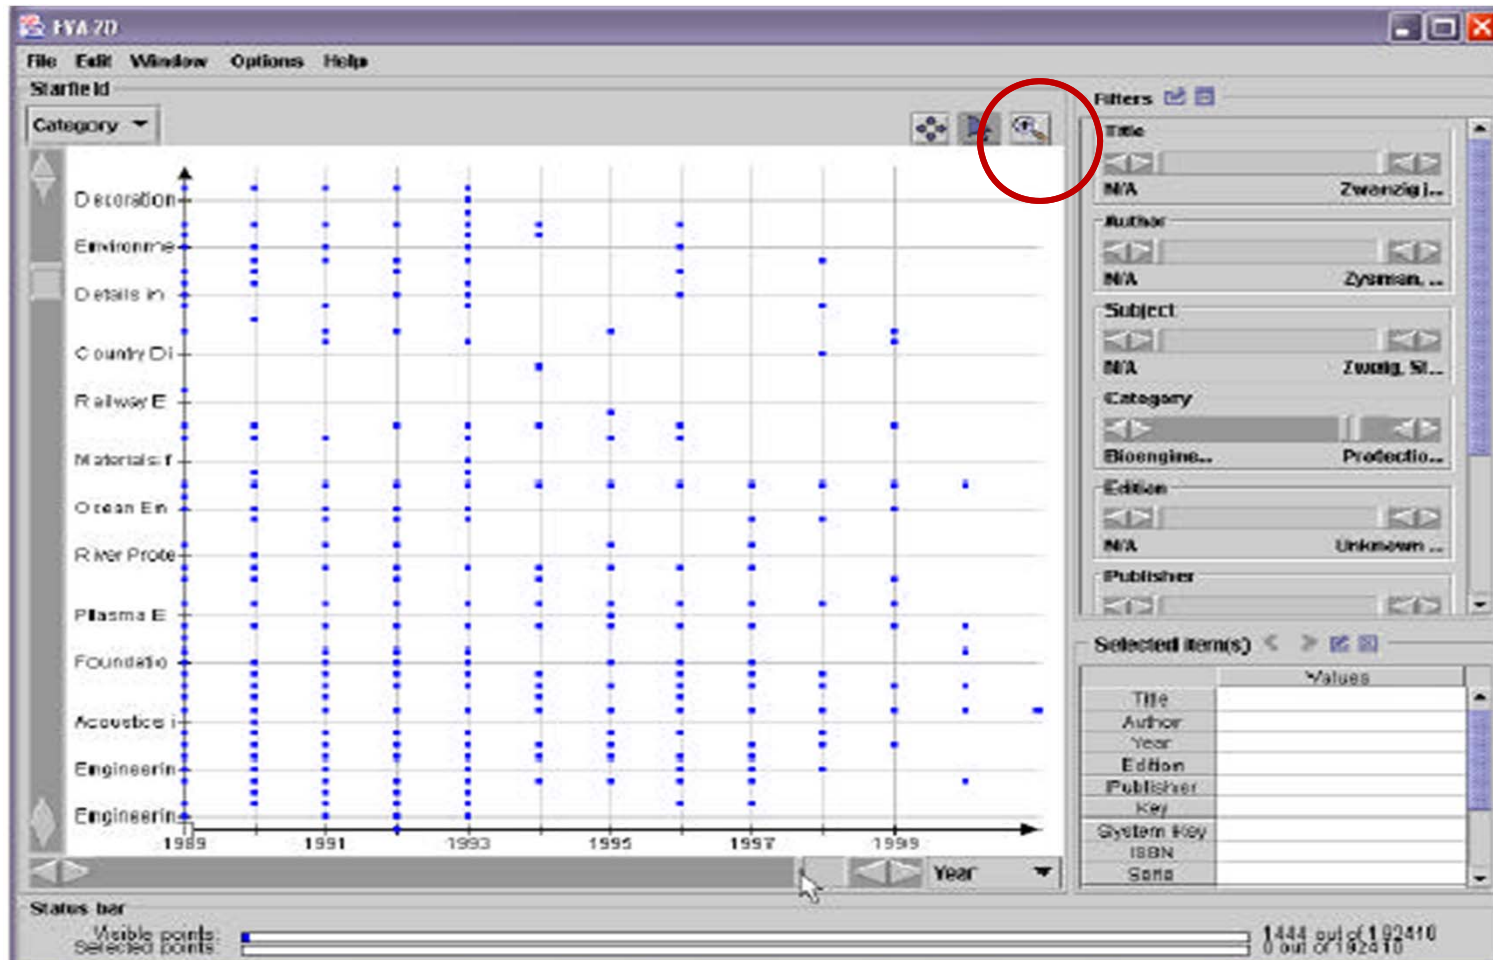 EVA 2D
File Edit Window Options Help
Starfield
Category
Decoration
Environme
Details in
Country Di
Railway E
Materials f
Ocean En
River Prote
Plasma E
Foundatio
Acoustics i
Engineerin
Engineerin
1989 1991 1993 1995 1997 1999
Year
Filters
Title
N/A Zwanzig j...
Author
N/A Zysman, ...
Subject
N/A Zweig, St...
Category
Bioengine... Protectio...
Edition
N/A Unknown ...
Publisher
Selected item(s)
Values
Title
Author
Year
Edition
Publisher
Key
System Key
ISBN
Status bar
Visible points: 1444 out of 192410
Selected points: 0 out of 192410